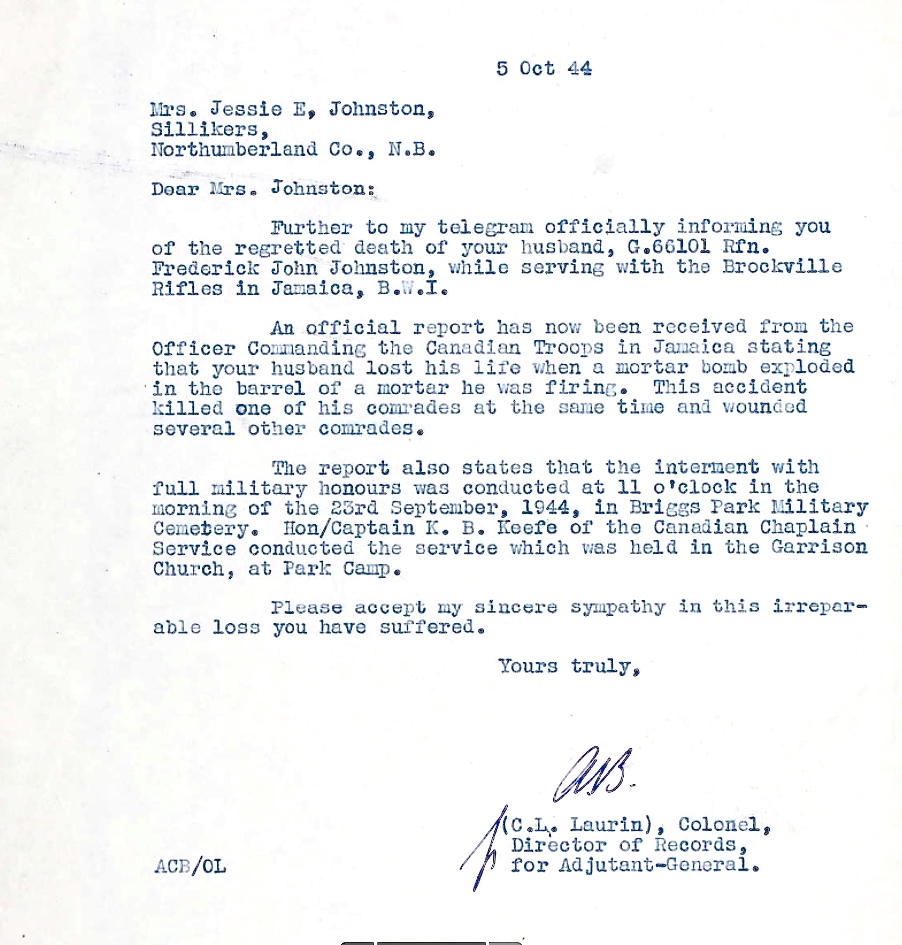 5 Oct 44
Mrs. Jessie E, Johnston,
Sillikers,
Northumberland Co., N.B.
Dear Mrs. Johnston:
Further to my telegram officially informing you
of the regretted death of your husband, G.66101 Rfn.
Frederick John Johnston, while serving with the Brockville
Rifles in Jamaica, B.W.I.
An official report has now been received from the
Officer Commanding the Canadian Troops in Jamaica stating
that your husband lost his life when a mortar bomb exploded
in the barrel of a mortar he was firing. This accident
killed one of his comrades at the same time and wounded
several other comrades.
The report also states that the interment with
full military honours was conducted at 11 o'clock in the
morning of the 23rd September, 1944, in Briggs Park Military
Cemetery. Hon/Captain K. B. Keefe of the Canadian Chaplain
Service conducted the service which was held in the Garrison
Church, at Park Camp.
Please accept my sincere sympathy in this irrepar-
able loss you have suffered.
Yours truly,
(C.L. Laurin), Colonel,
Director of Records,
ACB/OL for Adjutant-General.